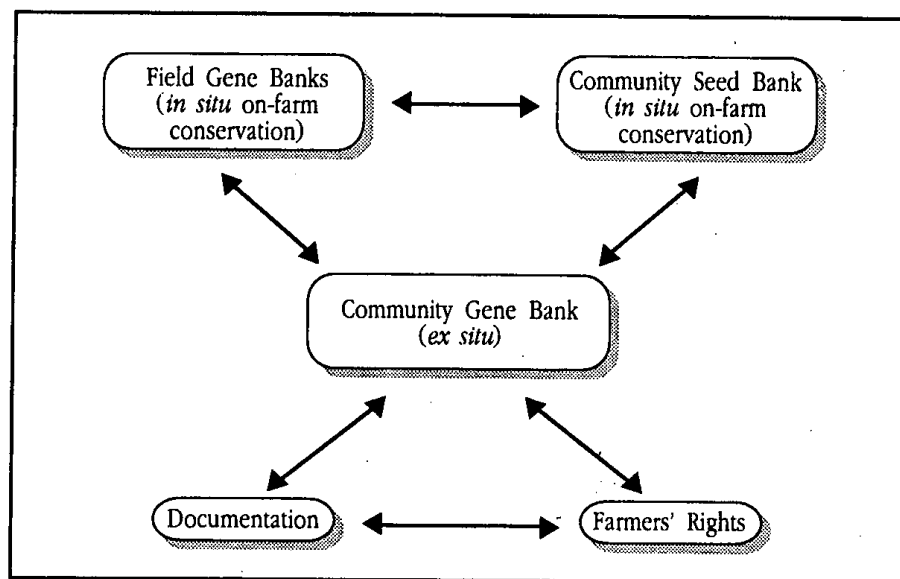 Field Gene Banks
(in situ on-farm
conservation)
Community Seed Bank
(in situ on-farm
conservation)
Community Gene Bank
(ex situ)
Documentation
Farmers' Rights